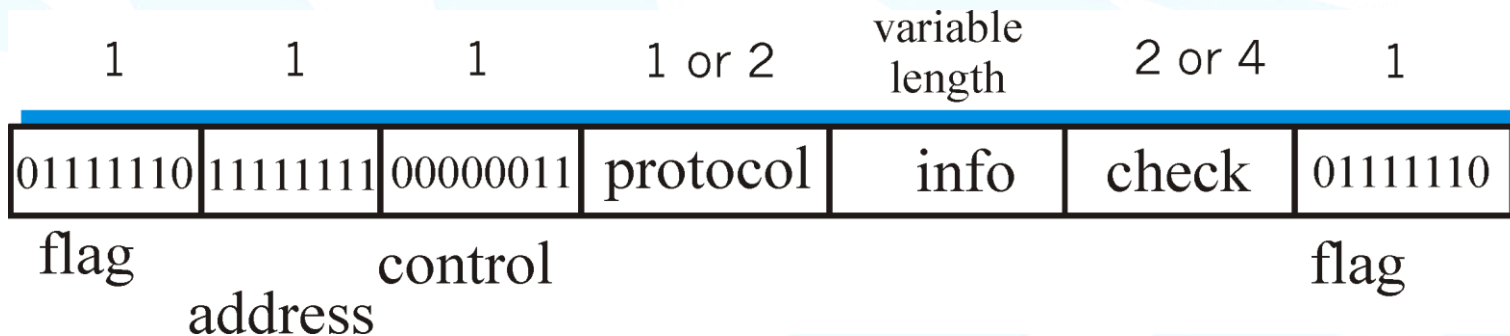 1 1 1 1 or 2 variable length 2 or 4 1
01111110 11111111 00000011 protocol info check 01111110
flag address control flag